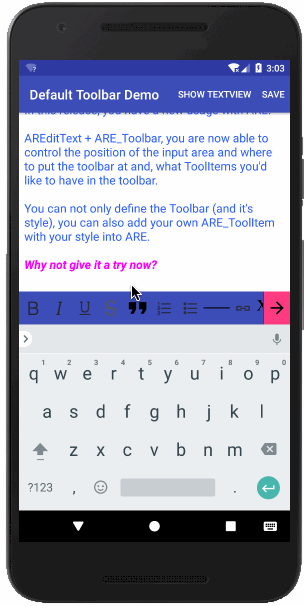 3:03
Default Toolbar Demo SHOW TEXTVIEW SAVE
AREditText + ARE_Toolbar, you are now able to
control the position of the input area and where
to put the toolbar at and, what ToolItems you'd
like to have in the toolbar.
You can not only define the Toolbar (and it's
style), you can also add your own ARE_ToolItem
with your style into ARE.
Why not give it a try now?
B I U S
1 2 3 4 5 6 7 8 9 0
q w e r t y u i o p
a s d f g h j k l
z x c v b n m
?123 , .